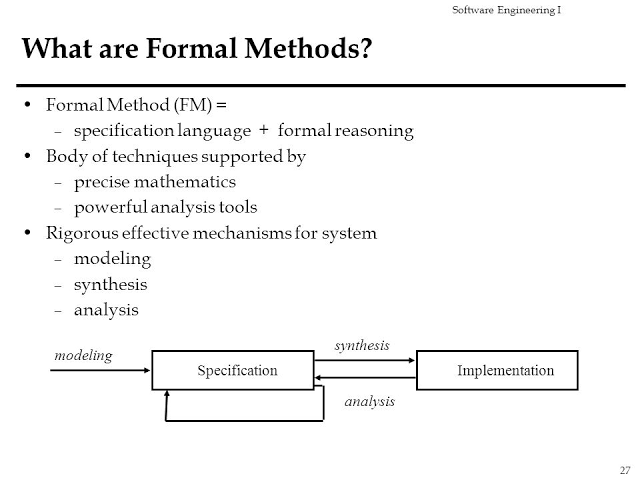 Software Engineering I
What are Formal Methods?
• Formal Method (FM) =
– specification language + formal reasoning
• Body of techniques supported by
– precise mathematics
– powerful analysis tools
• Rigorous effective mechanisms for system
– modeling
– synthesis
– analysis
modeling
Specification
synthesis
analysis
Implementation
27